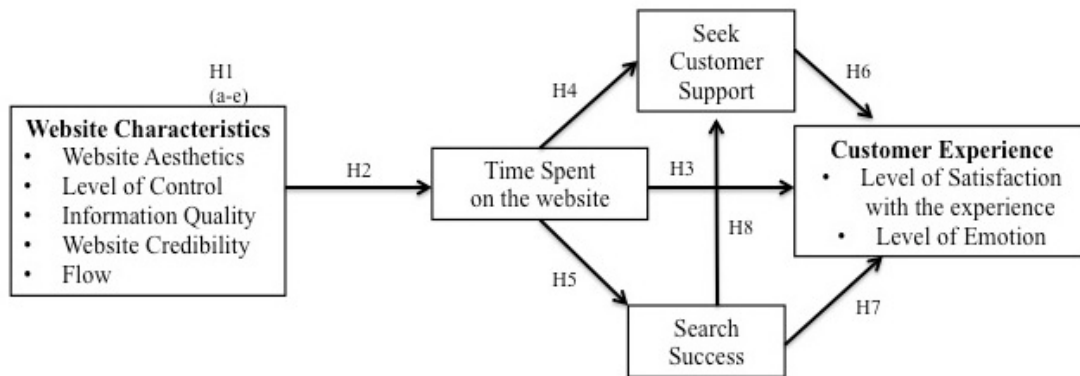 H1
(a-e)
Website Characteristics
• Website Aesthetics
• Level of Control
• Information Quality
• Website Credibility
• Flow
H2
Time Spent
on the website
H4
H5
Seek
Customer
Support
H3
H8
Search
Success
H6
H7
Customer Experience
• Level of Satisfaction
with the experience
• Level of Emotion